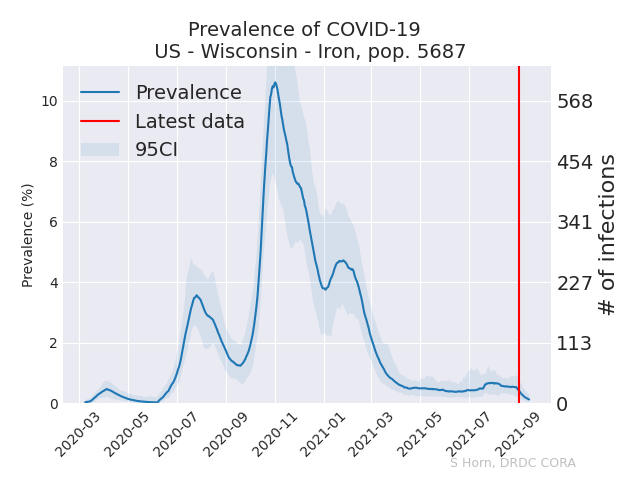 Prevalence of COVID-19
US - Wisconsin - Iron, pop. 5687
Prevalence
Latest data
95CI
Prevalence (%)
10
8
6
4
2
0
568
454
341
227
113
0
# of infections
2020-03
2020-05
2020-07
2020-09
2020-11
2021-01
2021-03
2021-05
2021-07
2021-09
S Horn, DRDC CORA